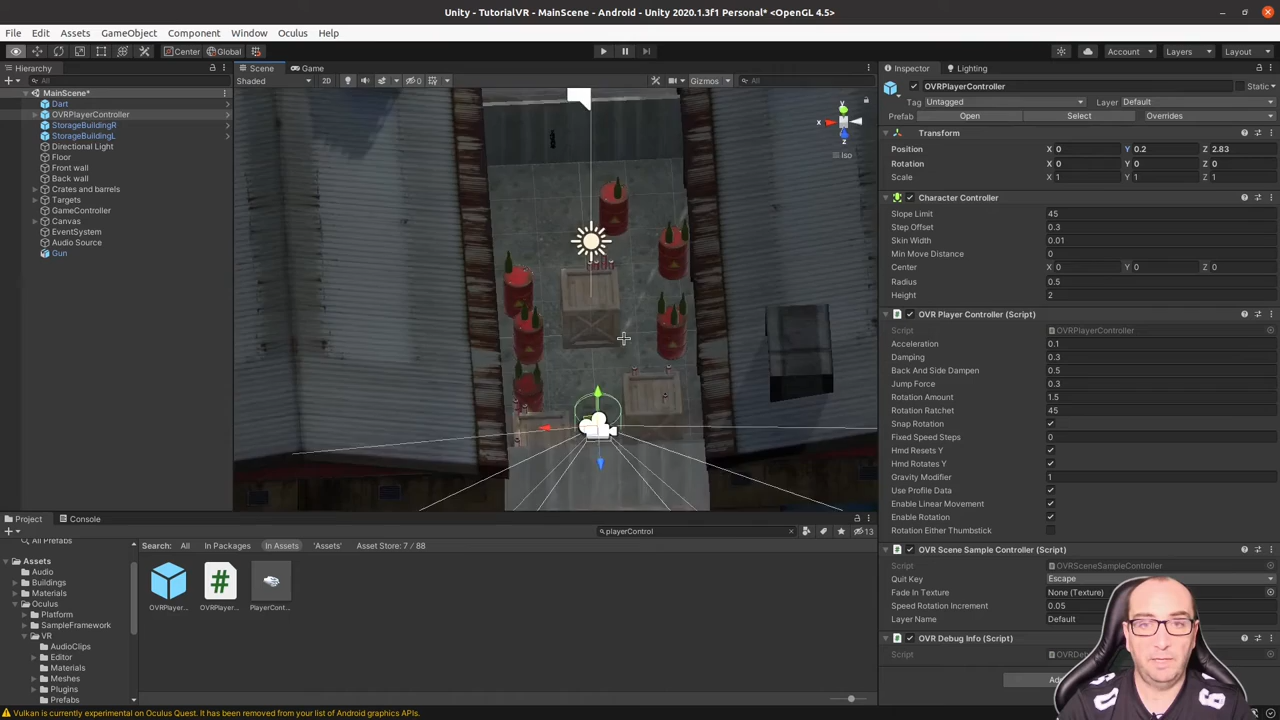 Unity - TutorialVR - MainScene - Android - Unity 2020.1.3f1 Personal* <OpenGL 4.5>
File Edit Assets GameObject Component Window Oculus Help
Center Global Account Layers Layout
Hierarchy
All
MainScene*
Dart
OVRPlayerController
StorageBuildingR
StorageBuildingL
Directional Light
Floor
Front wall
Back wall
Crates and barrels
Targets
GameController
Canvas
EventSystem
Audio Source
Gun
Scene Game
Shaded 2D 0 Gizmos All
y
x
z
Iso
Inspector Lighting
OVRPlayerController Static
Tag Untagged Layer Default
Prefab Open Select Overrides
Transform
Position X 0 Y 0.2 Z 2.83
Rotation X 0 Y 0 Z 0
Scale X 1 Y 1 Z 1
Character Controller
Slope Limit 45
Step Offset 0.3
Skin Width 0.01
Min Move Distance 0
Center X 0 Y 0 Z 0
Radius 0.5
Height 2
OVR Player Controller (Script)
Script OVRPlayerController
Acceleration 0.1
Damping 0.3
Back And Side Dampen 0.5
Jump Force 0.3
Rotation Amount 1.5
Rotation Ratchet 45
Snap Rotation
Fixed Speed Steps 0
Hmd Resets Y
Hmd Rotates Y
Gravity Modifier 1
Use Profile Data
Enable Linear Movement
Enable Rotation
Rotation Either Thumbstick
OVR Scene Sample Controller (Script)
Script OVRSceneSampleController
Quit Key Escape
Fade In Texture None (Texture)
Speed Rotation Increment 0.05
Layer Name Default
OVR Debug Info (Script)
Script
Project Console
playerControl 13
All Prefabs
Assets
Audio
Buildings
Materials
Oculus
Platform
SampleFramework
VR
AudioClips
Editor
Materials
Meshes
Plugins
Prefabs
Search: All In Packages In Assets 'Assets' Asset Store: 7 / 88
OVRPlayer... OVRPlayer... PlayerCont...
Vulkan is currently experimental on Oculus Quest. It has been removed from your list of Android graphics APIs.